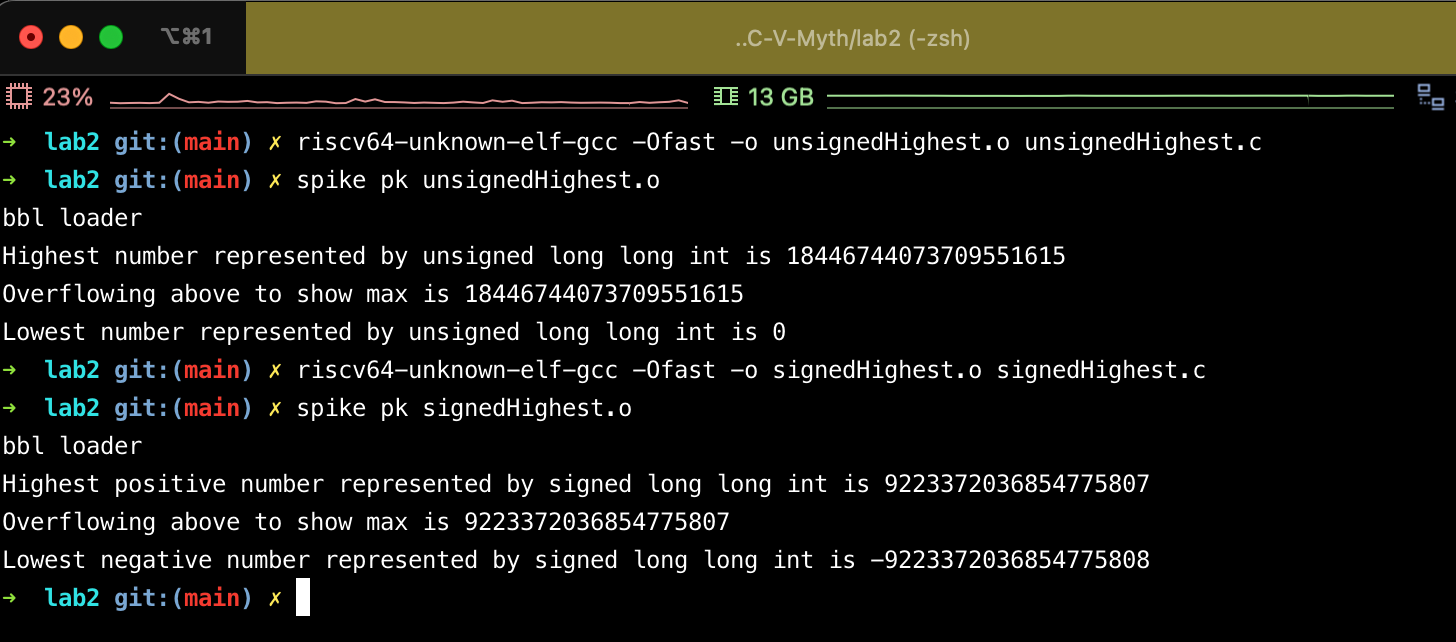 ⌥⌘1
..C-V-Myth/lab2 (-zsh)
23% 13 GB
→ lab2 git:(main) ✗ riscv64-unknown-elf-gcc -Ofast -o unsignedHighest.o unsignedHighest.c
→ lab2 git:(main) ✗ spike pk unsignedHighest.o
bbl loader
Highest number represented by unsigned long long int is 18446744073709551615
Overflowing above to show max is 18446744073709551615
Lowest number represented by unsigned long long int is 0
→ lab2 git:(main) ✗ riscv64-unknown-elf-gcc -Ofast -o signedHighest.o signedHighest.c
→ lab2 git:(main) ✗ spike pk signedHighest.o
bbl loader
Highest positive number represented by signed long long int is 9223372036854775807
Overflowing above to show max is 9223372036854775807
Lowest negative number represented by signed long long int is -9223372036854775808
→ lab2 git:(main) ✗